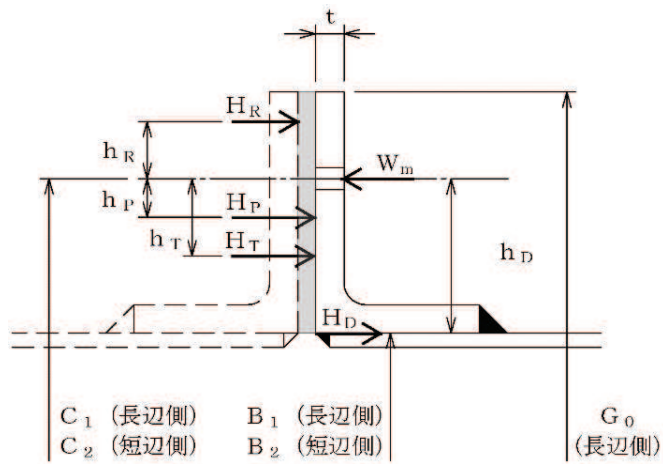 t
H_R
h_R
W_m
h_P
H_P
h_T
H_T
h_D
H_D
C_1 (長辺側)
C_2 (短辺側)
B_1 (長辺側)
B_2 (短辺側)
G_0
(長辺側)